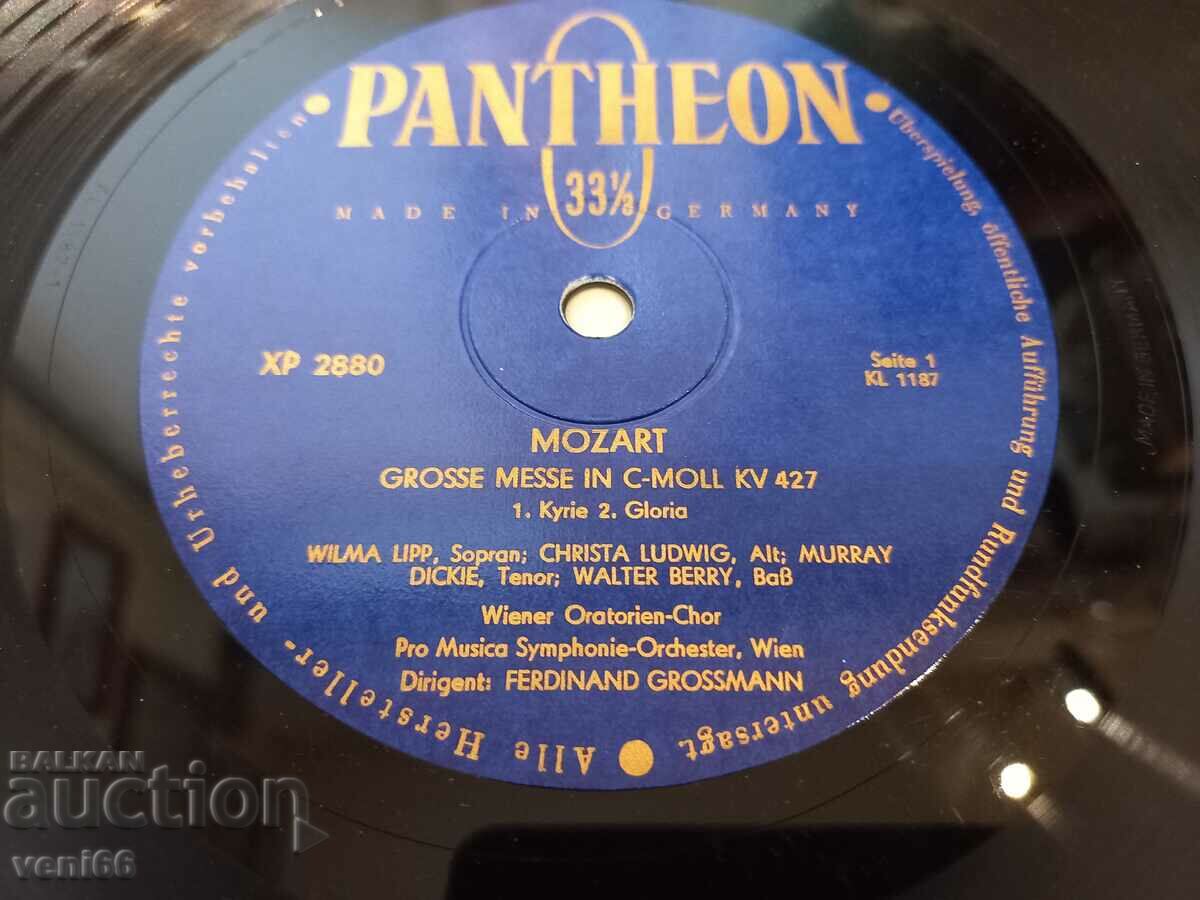 PANTHEON
33⅓
MADE IN GERMANY
XP 2880
Seite 1
KL 1187
MOZART
GROSSE MESSE IN C-MOLL KV 427
1. Kyrie 2. Gloria
WILMA LIPP, Sopran; CHRISTA LUDWIG, Alt; MURRAY
DICKIE, Tenor; WALTER BERRY, Baß
Wiener Oratorien-Chor
Pro Musica Symphonie-Orchester, Wien
Dirigent: FERDINAND GROSSMANN
Alle Hersteller- und Urheberrechte vorbehalten • Überspielung, öffentliche Aufführung und Rundfunksendung untersagt.
MADE IN GERMANY
BALKAN
auction
veni66